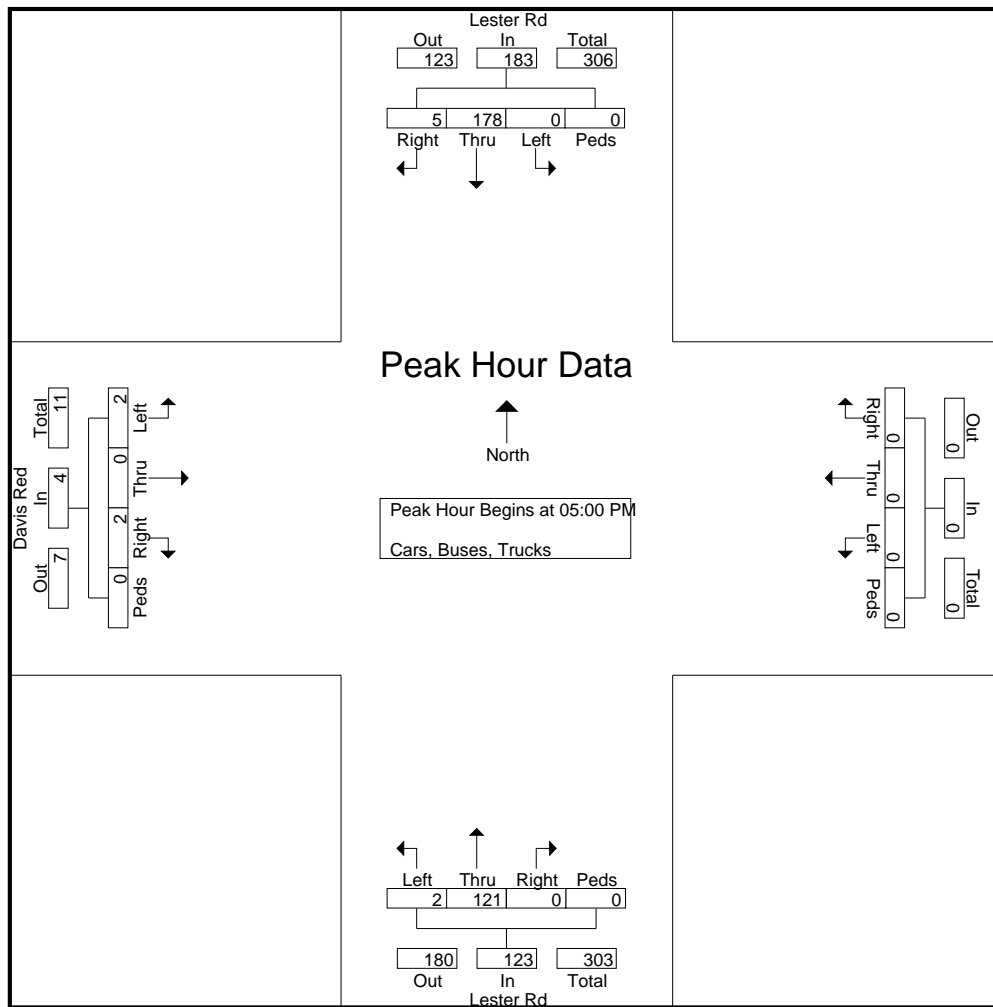 Lester Rd
Out In Total
123 183 306
5 178 0 0
Right Thru Left Peds
Peak Hour Data
North
Peak Hour Begins at 05:00 PM
Cars, Buses, Trucks
Davis Red
Out In Total
7 4 11
2 0 2 0
Left Thru Right Peds
Right Thru Left Peds
0 0 0 0
Out In Total
0 0 0
Left Thru Right Peds
2 121 0 0
180 123 303
Out In Total
Lester Rd